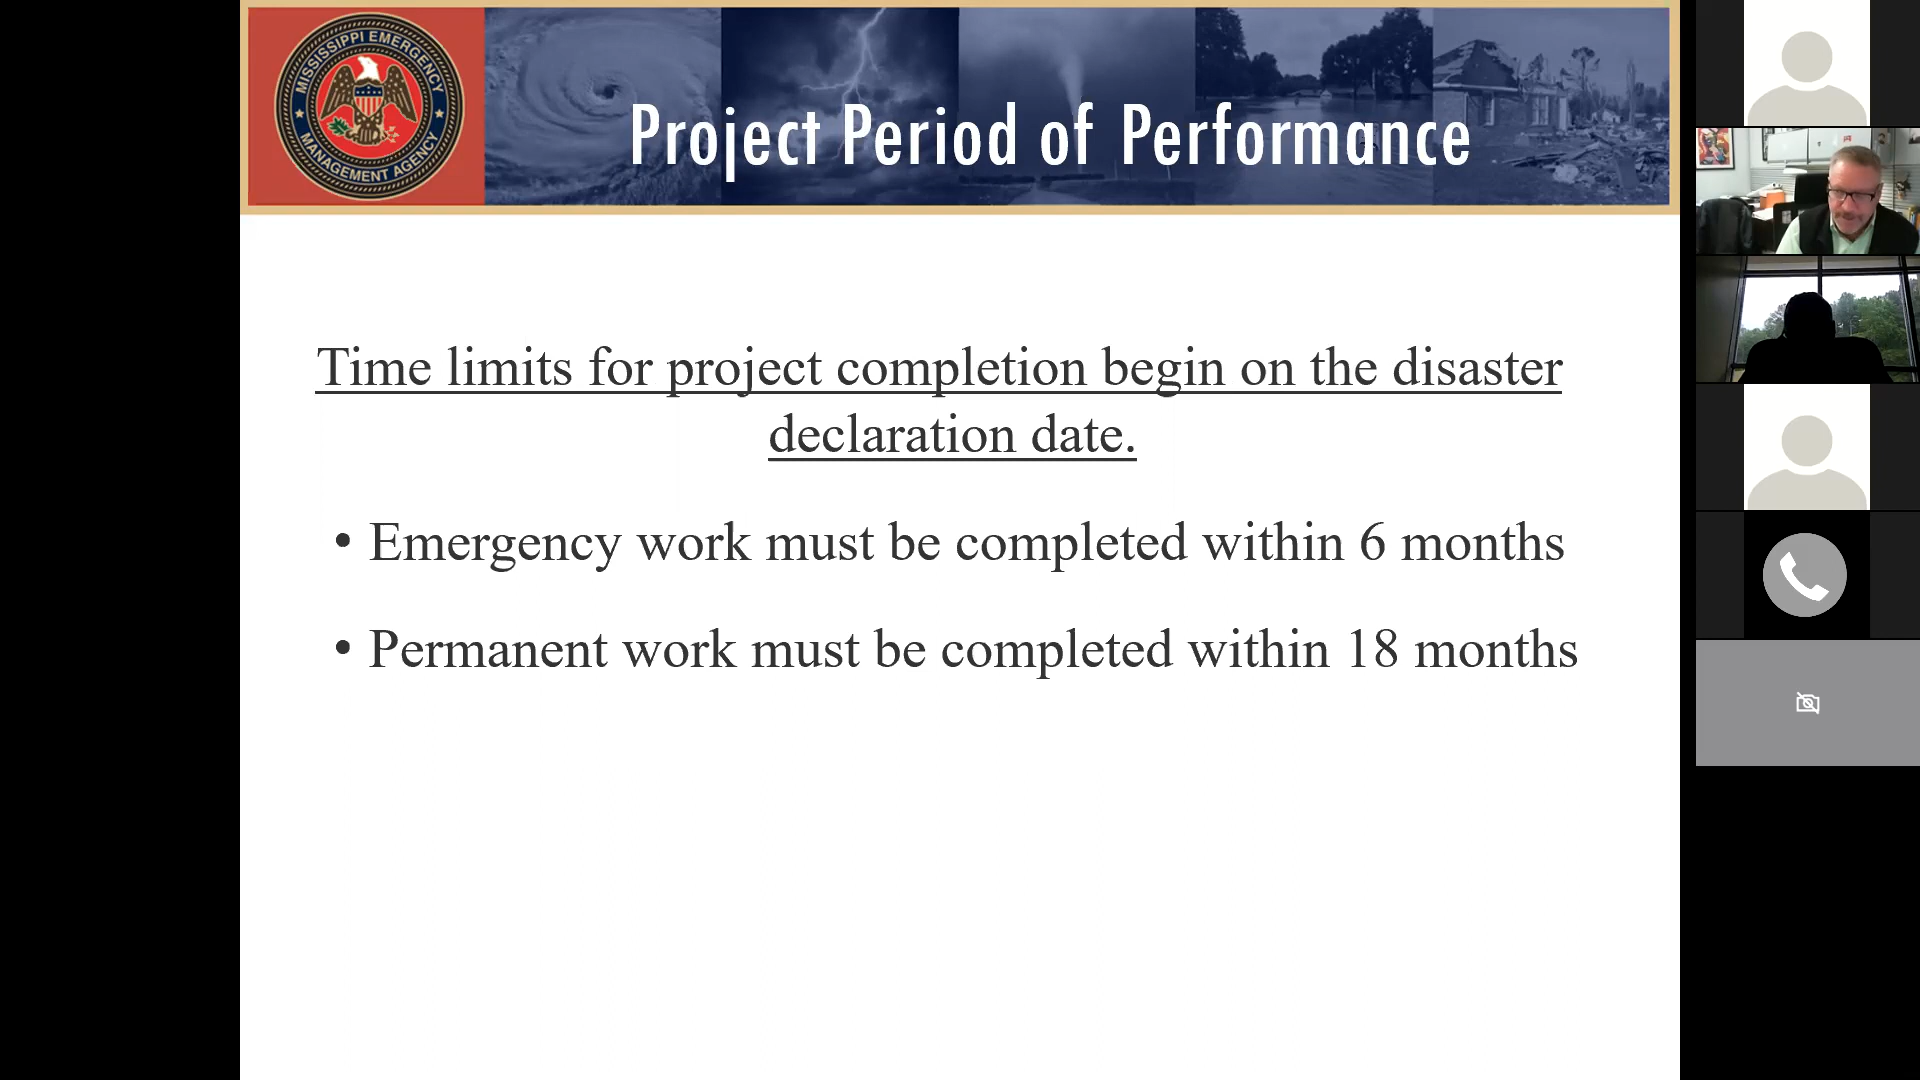 MISSISSIPPI EMERGENCY
MANAGEMENT AGENCY
Project Period of Performance
Time limits for project completion begin on the disaster
declaration date.
• Emergency work must be completed within 6 months
• Permanent work must be completed within 18 months